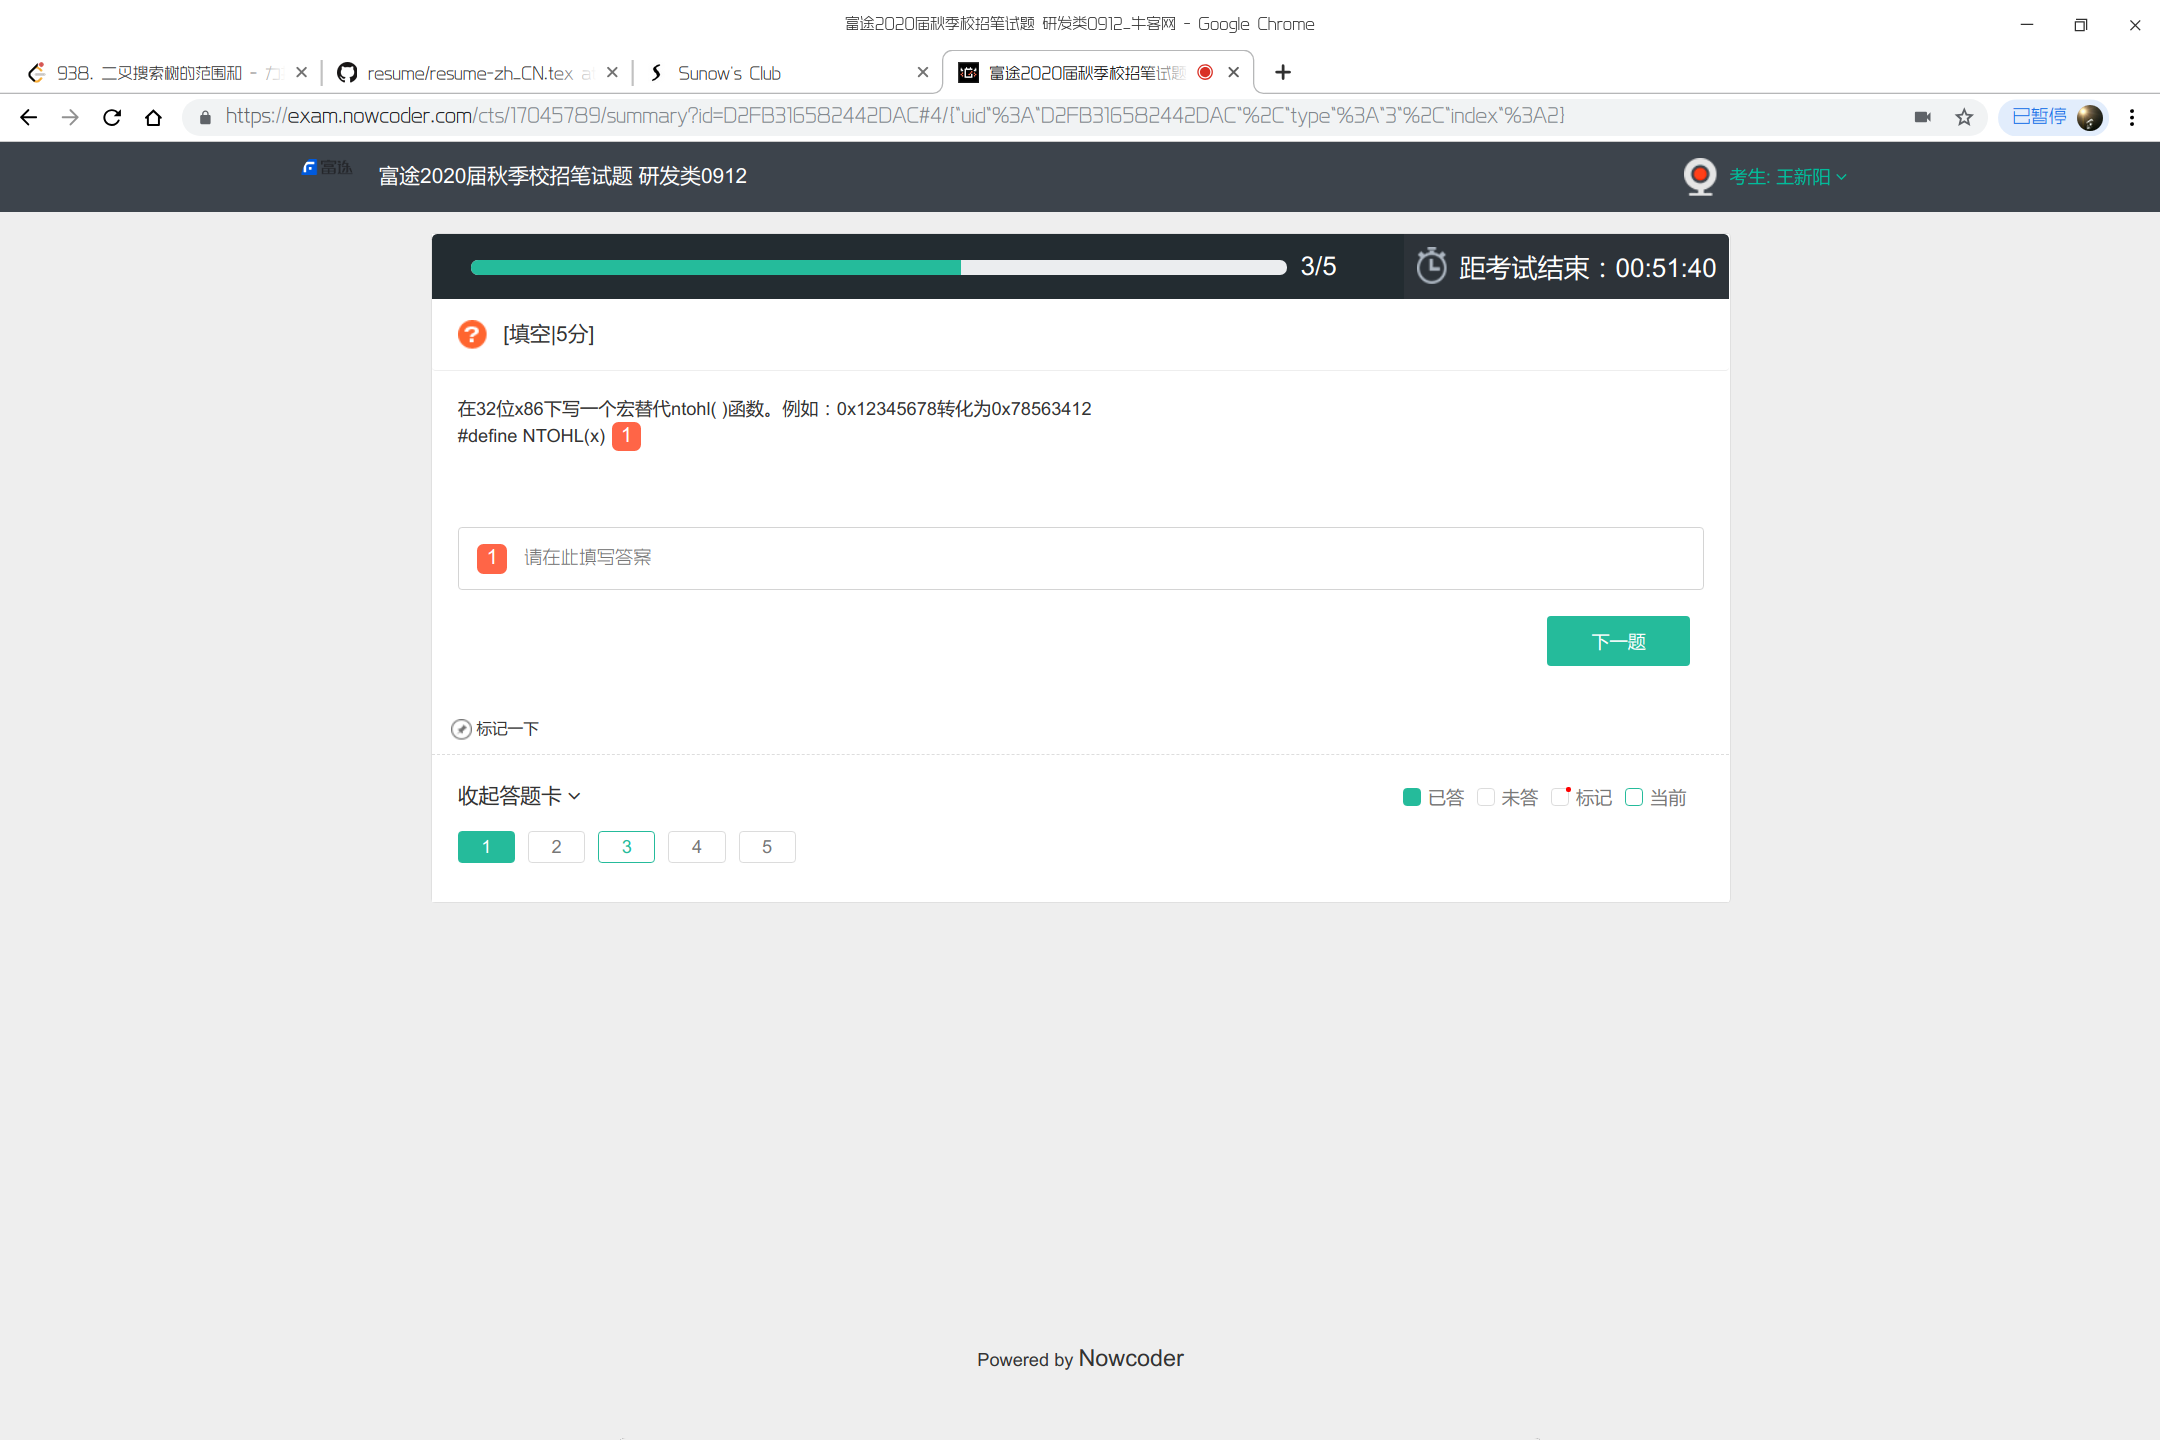 富途2020届秋季校招笔试题 研发类0912_牛客网 - Google Chrome
938. 二叉搜索树的范围和 - 力
resume/resume-zh_CN.tex at
Sunow's Club
富途2020届秋季校招笔试题
https://exam.nowcoder.com/cts/17045789/summary?id=D2FB316582442DAC#4/{"uid"%3A"D2FB316582442DAC"%2C"type"%3A"3"%2C"index"%3A2}
已暂停
富途
富途2020届秋季校招笔试题 研发类0912
考生: 王新阳
3/5
距考试结束：00:51:40
[填空|5分]
在32位x86下写一个宏替代ntohl( )函数。例如：0x12345678转化为0x78563412
#define NTOHL(x) 1
1 请在此填写答案
下一题
标记一下
收起答题卡
已答 未答 标记 当前
1 2 3 4 5
Powered by Nowcoder